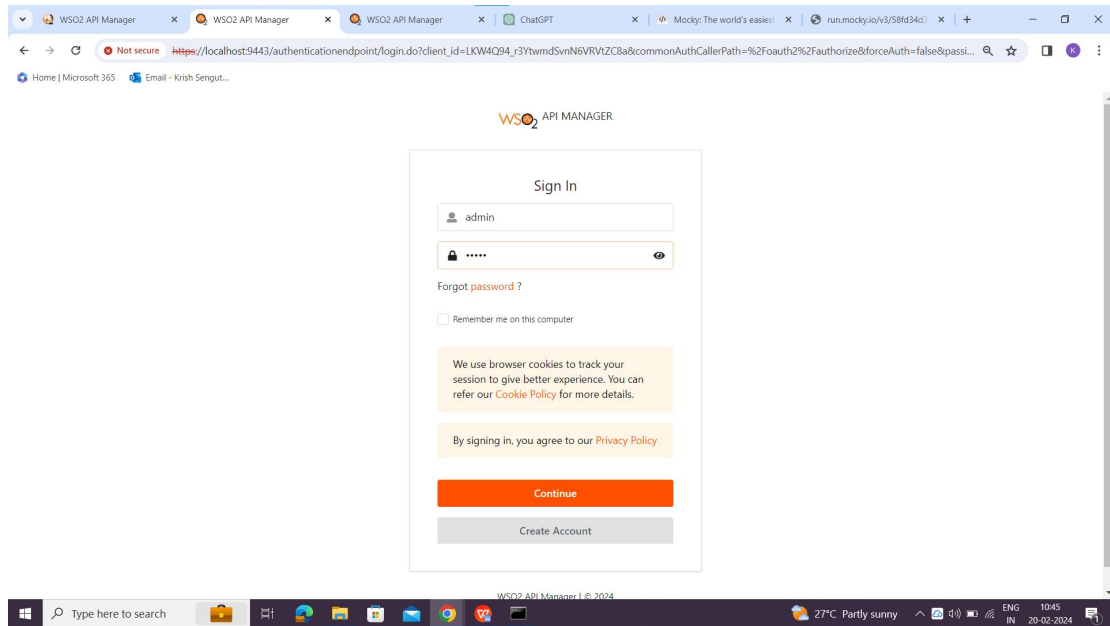 WSO2 API Manager
WSO2 API Manager
WSO2 API Manager
ChatGPT
Mocky: The world's easiest
run.mocky.io/v3/58fd34d3
Not secure https://localhost:9443/authenticationendpoint/login.do?client_id=LKW4Q94_r3YtwmdSvnN6VRVtZC8a&commonAuthCallerPath=%2Foauth2%2Fauthorize&forceAuth=false&passi...
K
Home | Microsoft 365 Email - Krish Sengut...
WSO2 API MANAGER
Sign In
admin
•••••
Forgot password ?
Remember me on this computer
We use browser cookies to track your
session to give better experience. You can
refer our Cookie Policy for more details.
By signing in, you agree to our Privacy Policy
Continue
Create Account
WSO2 API Manager | © 2024
Type here to search
27°C Partly sunny
ENG
IN
10:45
20-02-2024
1